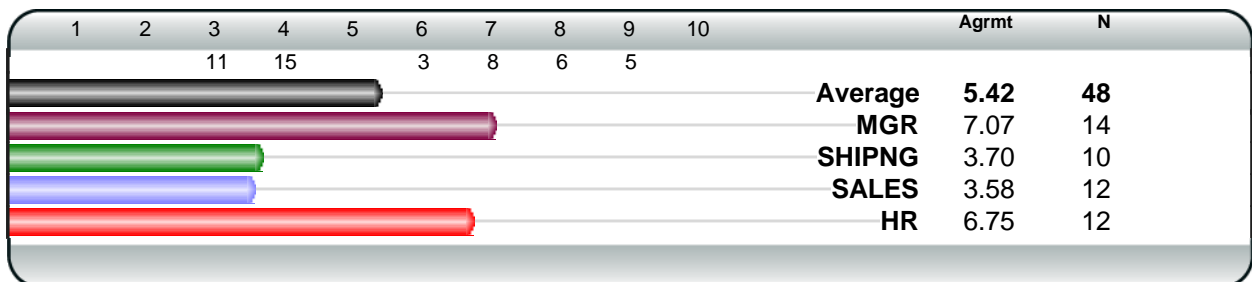 1 2 3 4 5 6 7 8 9 10 Agrmt N
11 15 3 8 6 5
Average 5.42 48
MGR 7.07 14
SHIPNG 3.70 10
SALES 3.58 12
HR 6.75 12